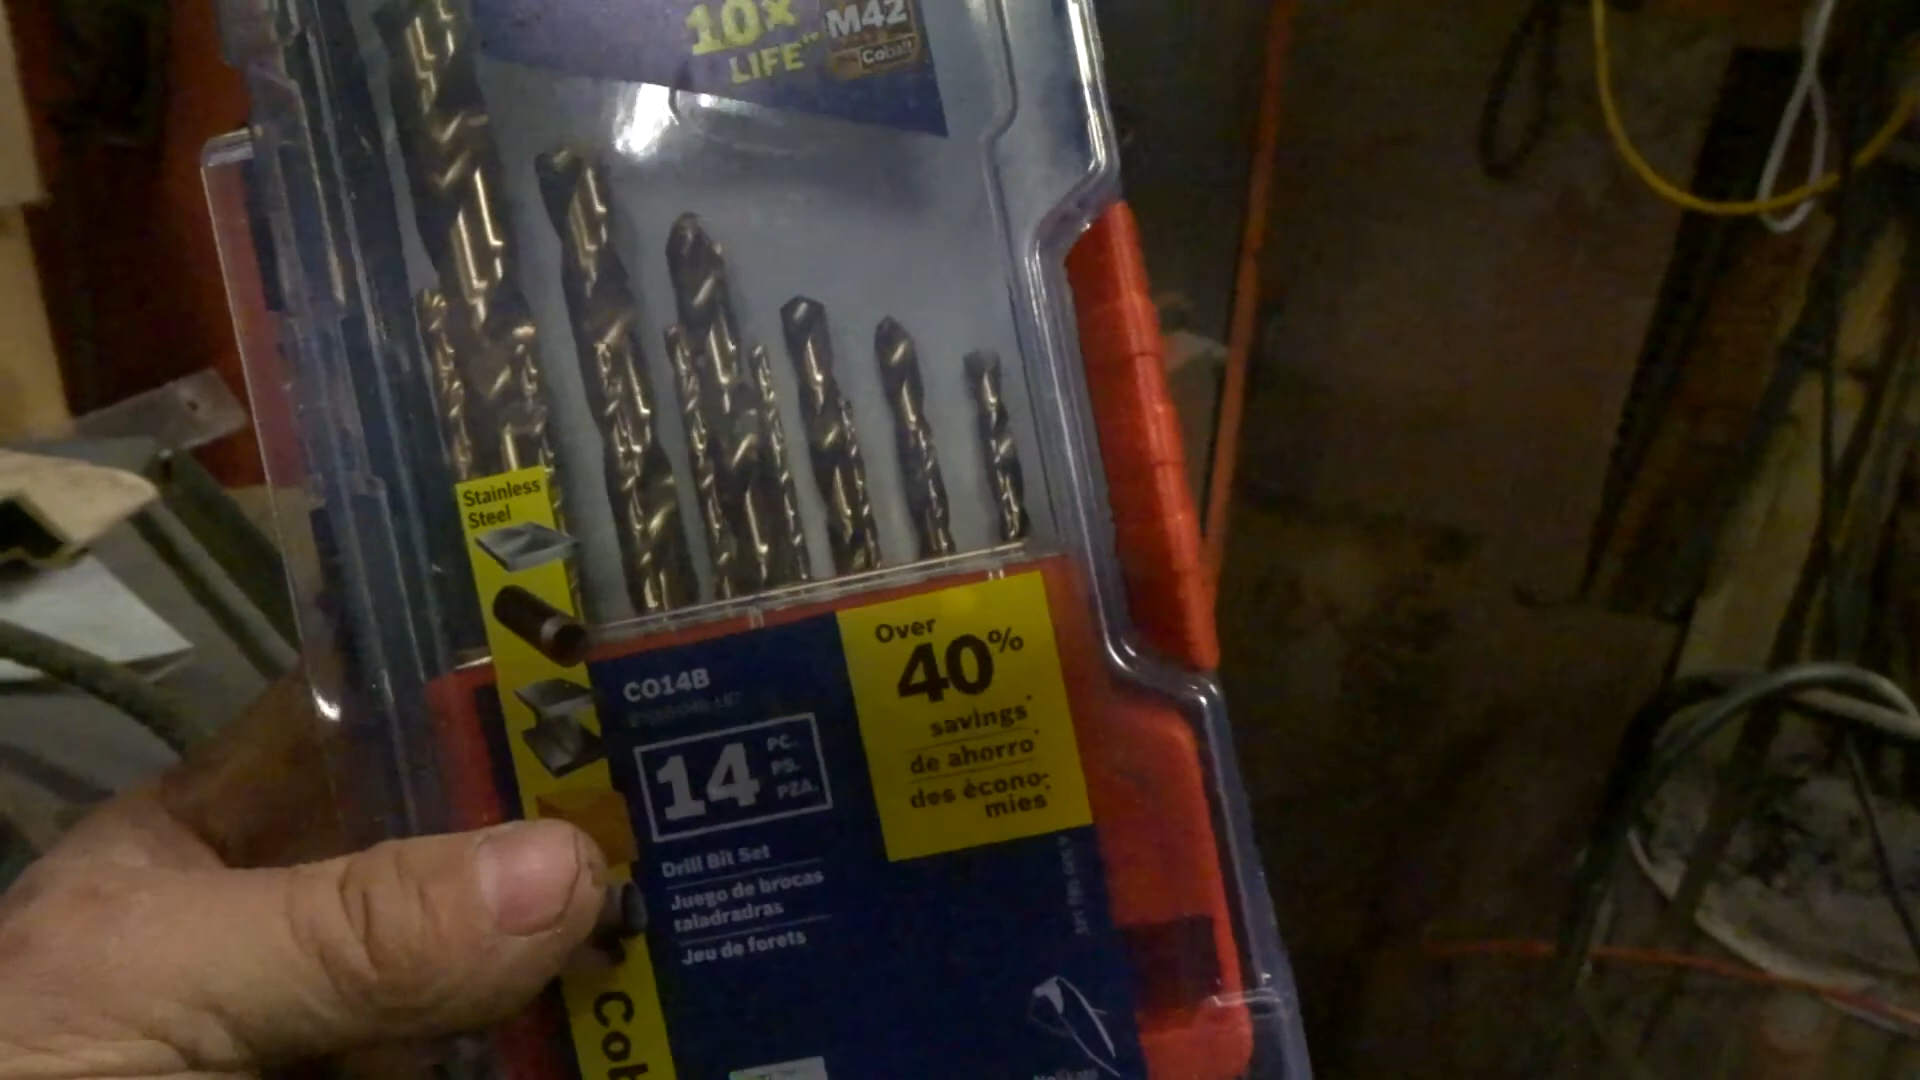 10x
LIFE™
M42
Cobalt
Stainless
Steel
CO14B
14
PC.
PS.
PZA.
Drill Bit Set
Juego de brocas
taladradras
Jeu de forets
Over
40%
savings*
de ahorro*
des écono-
mies*
Cob